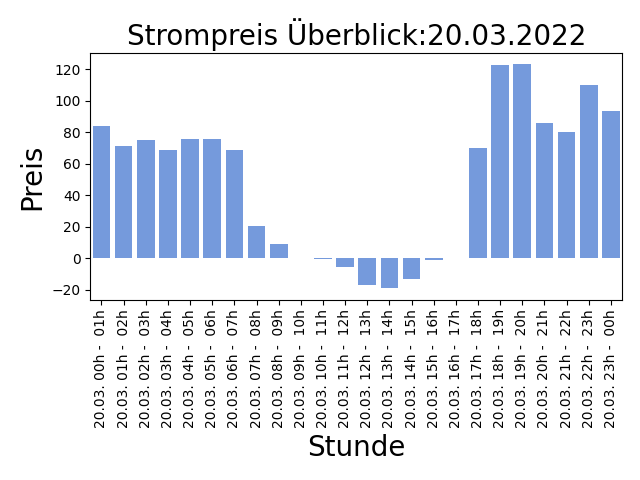 Strompreis Überblick:20.03.2022
Preis
120
100
80
60
40
20
0
−20
20.03. 00h - 01h
20.03. 01h - 02h
20.03. 02h - 03h
20.03. 03h - 04h
20.03. 04h - 05h
20.03. 05h - 06h
20.03. 06h - 07h
20.03. 07h - 08h
20.03. 08h - 09h
20.03. 09h - 10h
20.03. 10h - 11h
20.03. 11h - 12h
20.03. 12h - 13h
20.03. 13h - 14h
20.03. 14h - 15h
20.03. 15h - 16h
20.03. 16h - 17h
20.03. 17h - 18h
20.03. 18h - 19h
20.03. 19h - 20h
20.03. 20h - 21h
20.03. 21h - 22h
20.03. 22h - 23h
20.03. 23h - 00h
Stunde